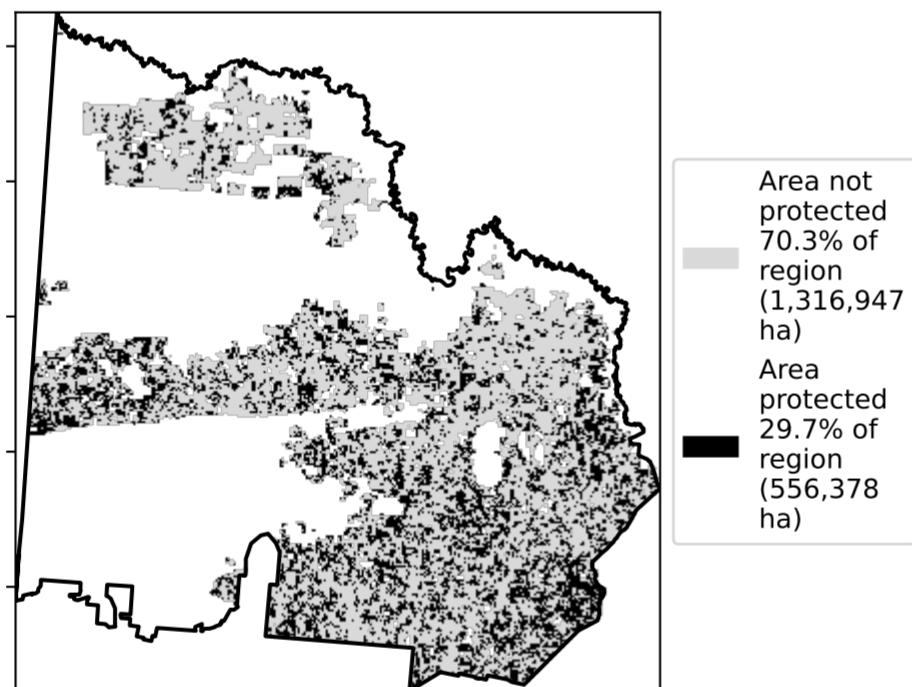 Area not
protected
70.3% of
region
(1,316,947
ha)
Area
protected
29.7% of
region
(556,378
ha)